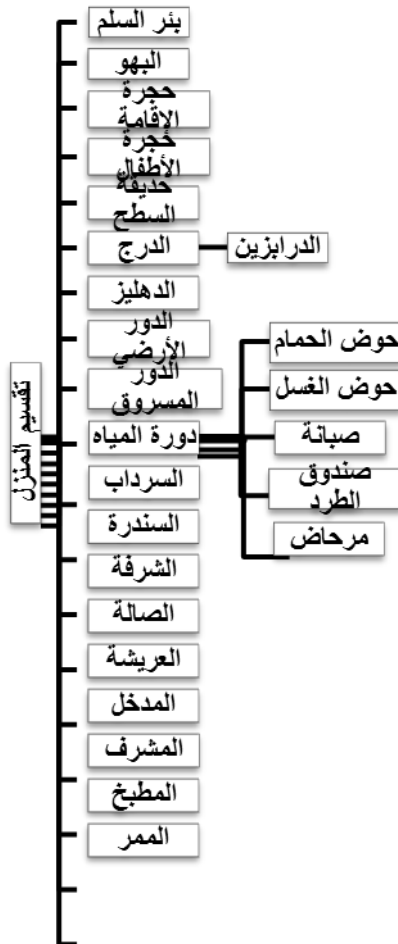 تقسيم المنزل
بئر السلم
البهو
حجرة
الإقامة
حجرة
الأطفال
حديقة
السطح
الدرج
الدرابزين
الدهليز
الدور
الأرضي
الدور
المسروق
دورة المياه
حوض الحمام
حوض الغسل
صبانة
صندوق
الطرد
مرحاض
السرداب
السندرة
الشرفة
الصالة
العريشة
المدخل
المشرف
المطبخ
الممر